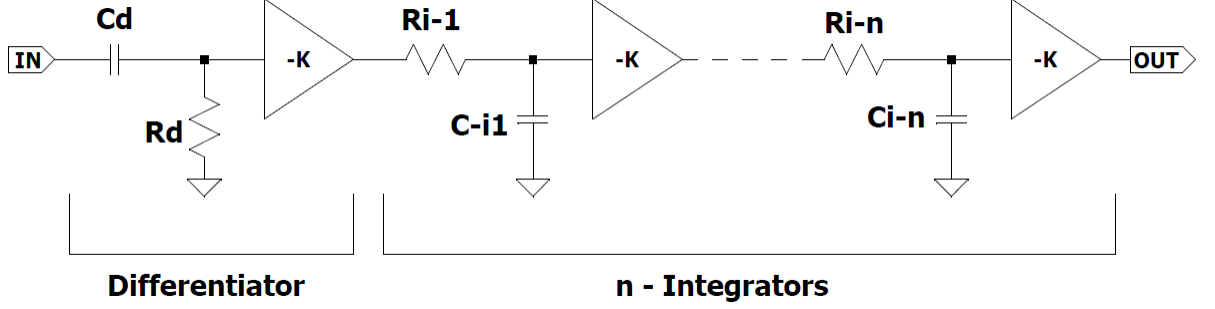 Cd
Ri-1
Ri-n
IN
-K
-K
-K
OUT
Rd
C-i1
Ci-n
Differentiator
n - Integrators